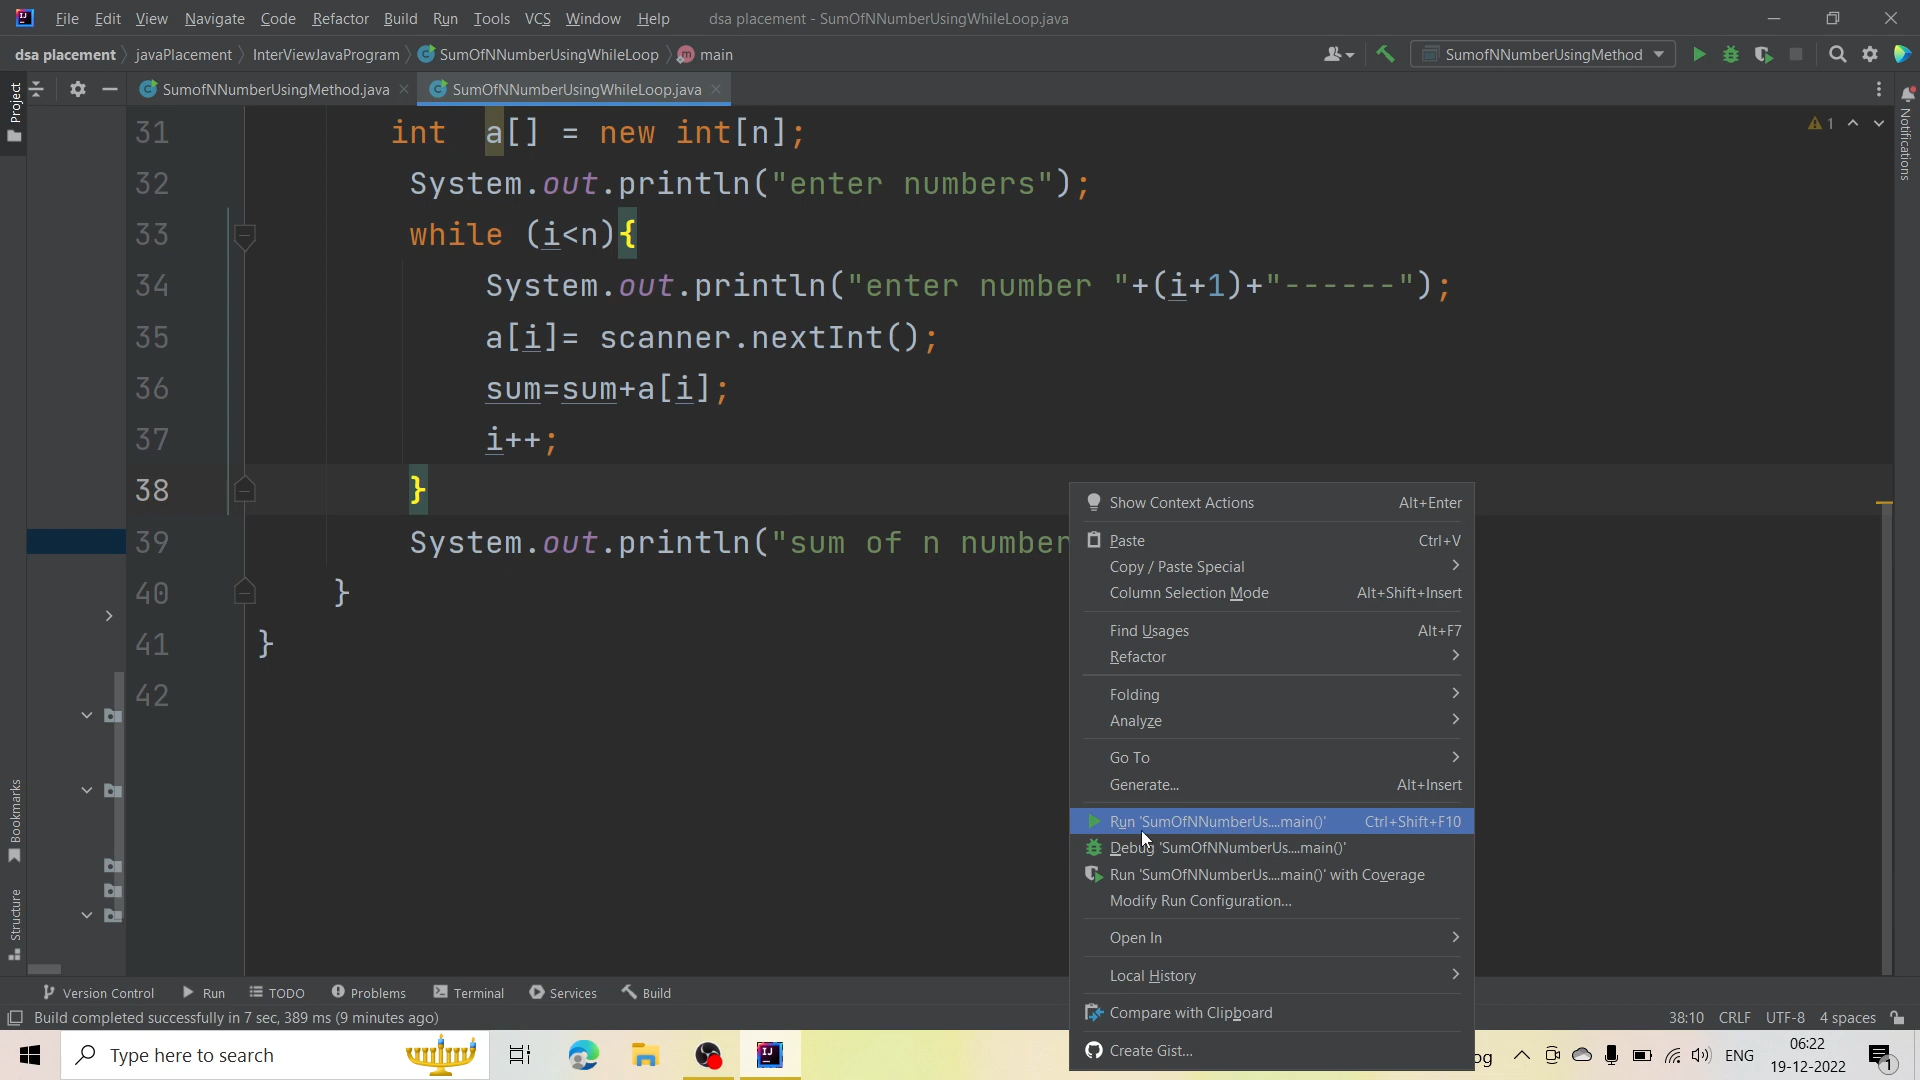 File Edit View Navigate Code Refactor Build Run Tools VCS Window Help dsa placement - SumOfNNumberUsingWhileLoop.java
dsa placement javaPlacement InterViewJavaProgram SumOfNNumberUsingWhileLoop main SumofNNumberUsingMethod
Project SumofNNumberUsingMethod.java SumOfNNumberUsingWhileLoop.java
Notifications
1
31 int a[] = new int[n];
32 System.out.println("enter numbers");
33 while (i<n){
34 System.out.println("enter number "+(i+1)+"------");
35 a[i]= scanner.nextInt();
36 sum=sum+a[i];
37 i++;
38 }
39 System.out.println("sum of n number
40 }
41 }
42
Show Context Actions Alt+Enter
Paste Ctrl+V
Copy / Paste Special
Column Selection Mode Alt+Shift+Insert
Find Usages Alt+F7
Refactor
Folding
Analyze
Go To
Generate... Alt+Insert
Run 'SumOfNNumberUs....main()' Ctrl+Shift+F10
Debug 'SumOfNNumberUs....main()'
Run 'SumOfNNumberUs....main()' with Coverage
Modify Run Configuration...
Open In
Local History
Compare with Clipboard
Create Gist...
Bookmarks
Structure
Version Control Run TODO Problems Terminal Services Build
Build completed successfully in 7 sec, 389 ms (9 minutes ago) 38:10 CRLF UTF-8 4 spaces
Type here to search og ENG 06:22
19-12-2022 1